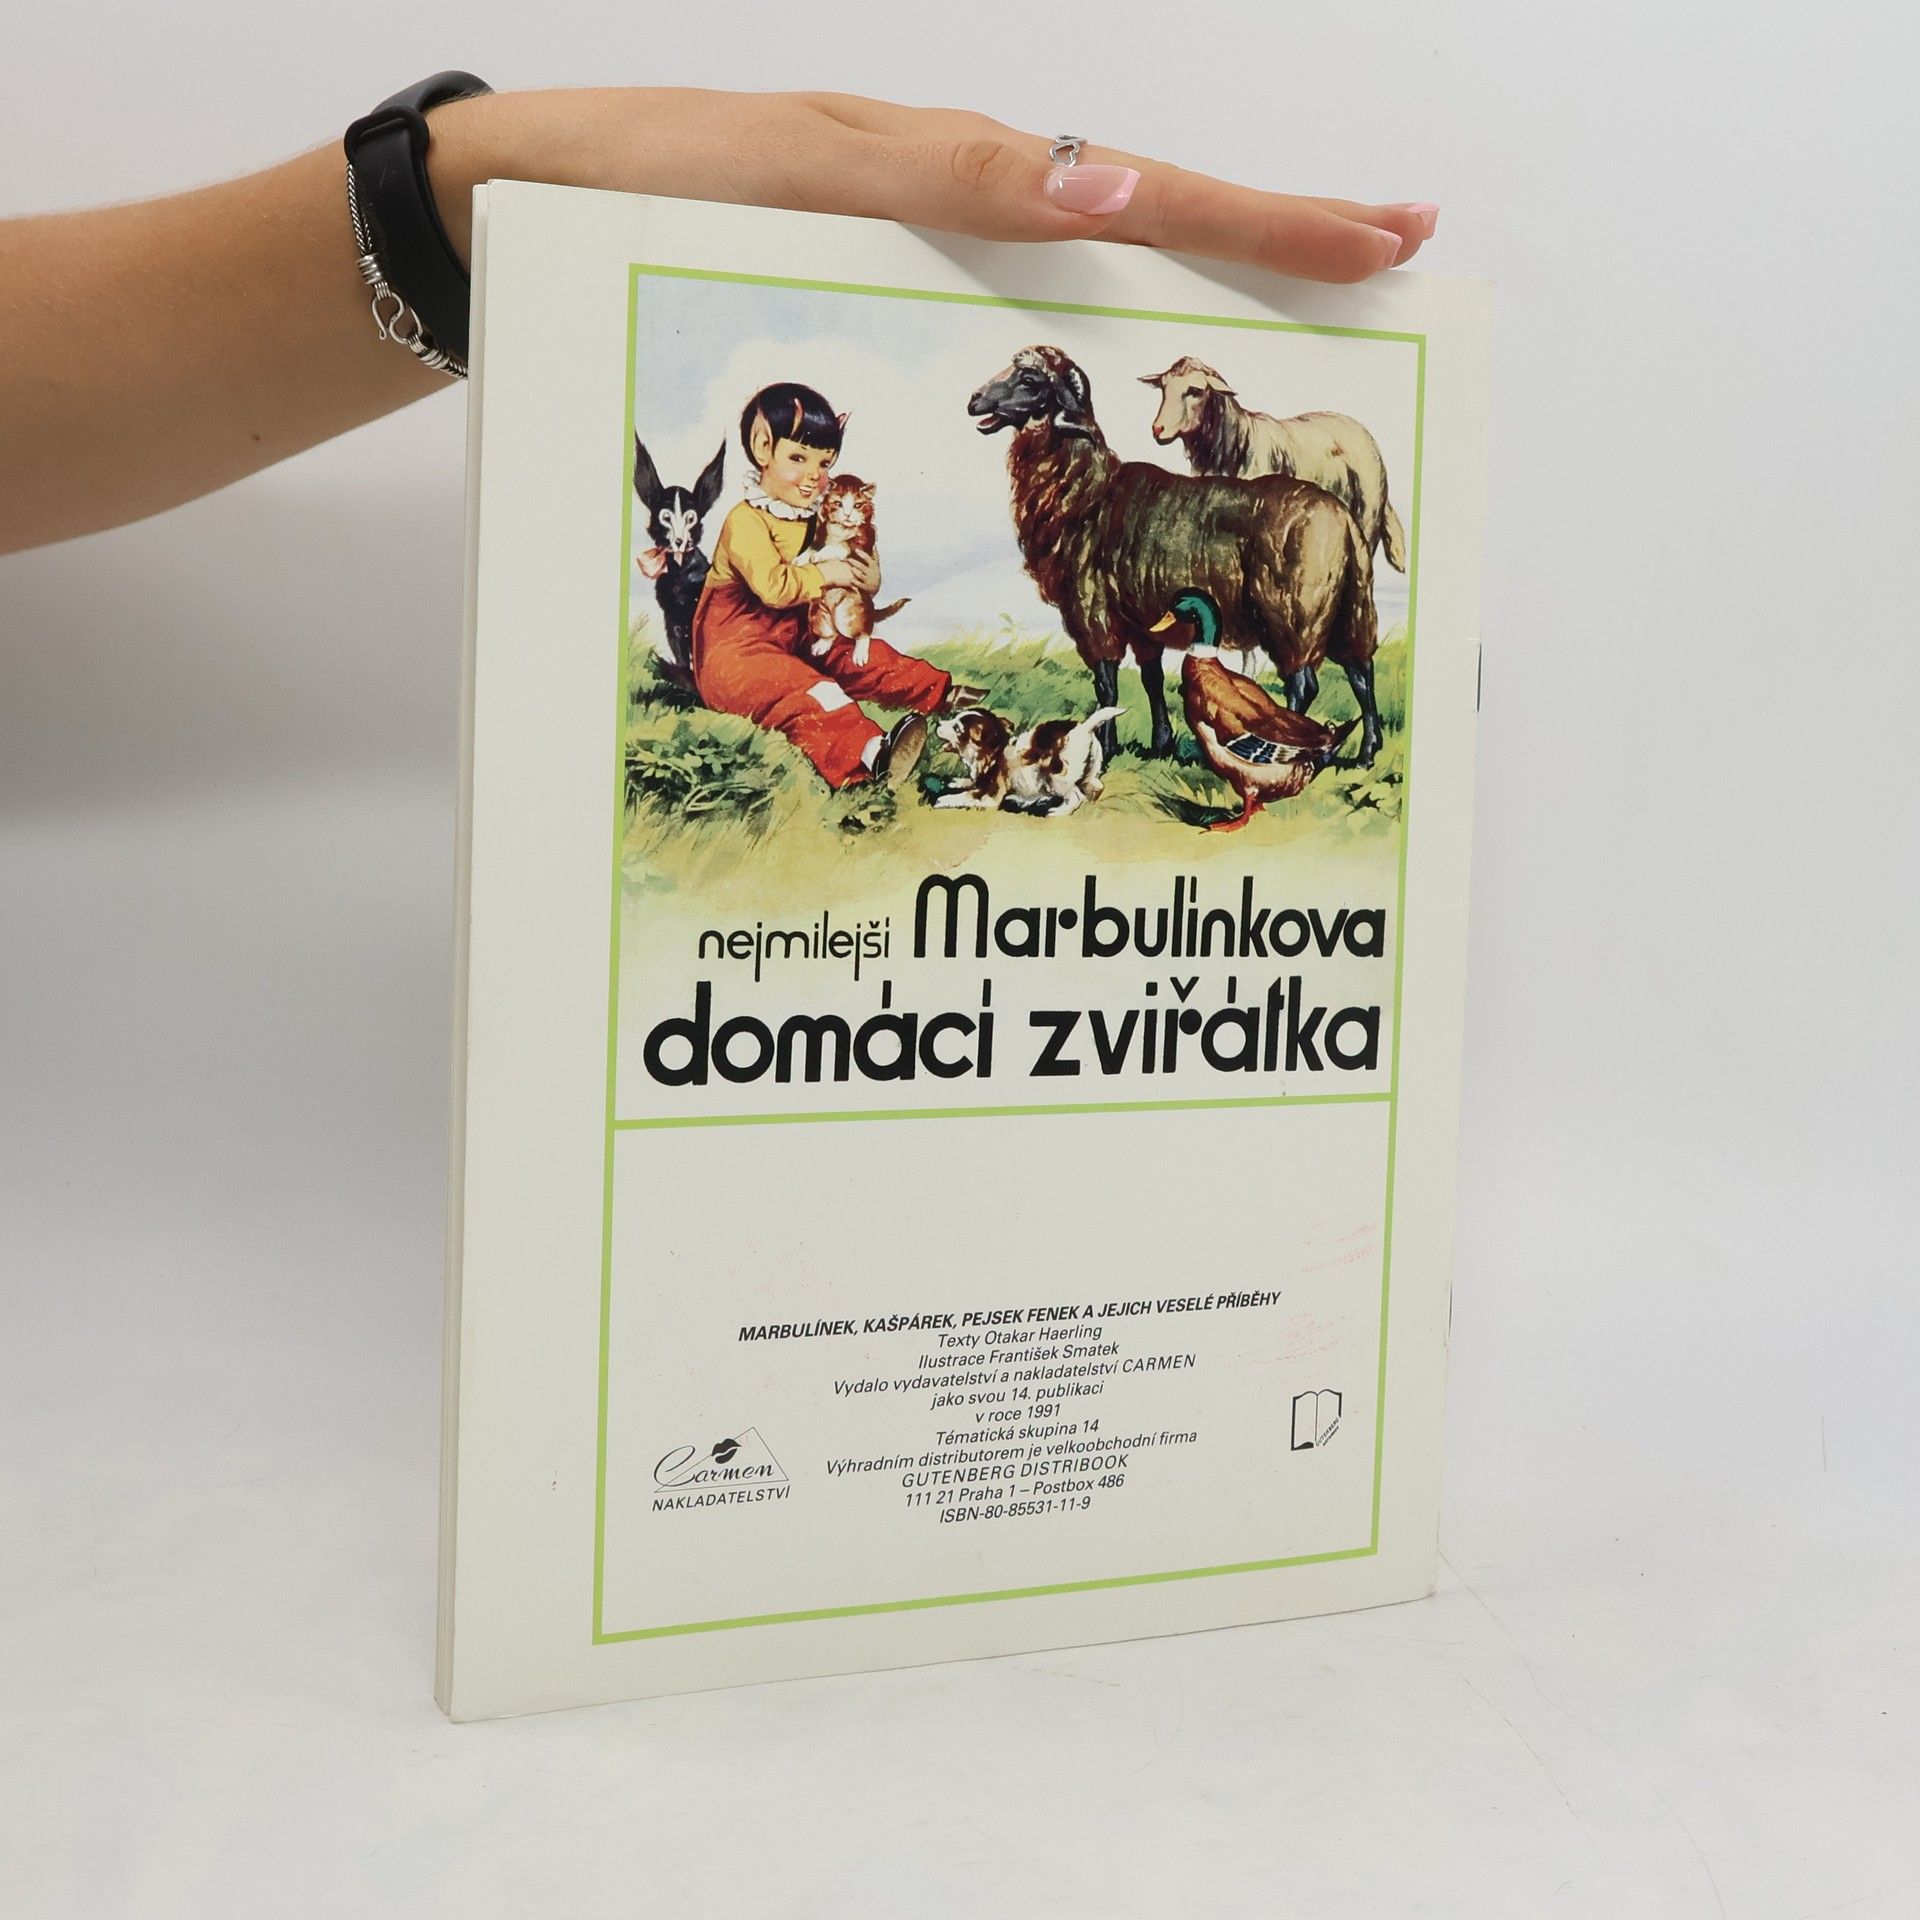 nejmilejší Marbulínkova
domácí zvířátka
MARBULÍNEK, KAŠPÁREK, PEJSEK FENEK A JEJICH VESELÉ PŘÍBĚHY
Texty Otakar Haerling
Ilustrace František Smatek
Vydalo vydavatelství a nakladatelství CARMEN
jako svou 14. publikaci
v roce 1991
Tématická skupina 14
Výhradním distributorem je velkoobchodní firma
GUTENBERG DISTRIBOOK
111 21 Praha 1 – Postbox 486
ISBN-80-85531-11-9
Carmen
NAKLADATELSTVÍ
GUTENBERG